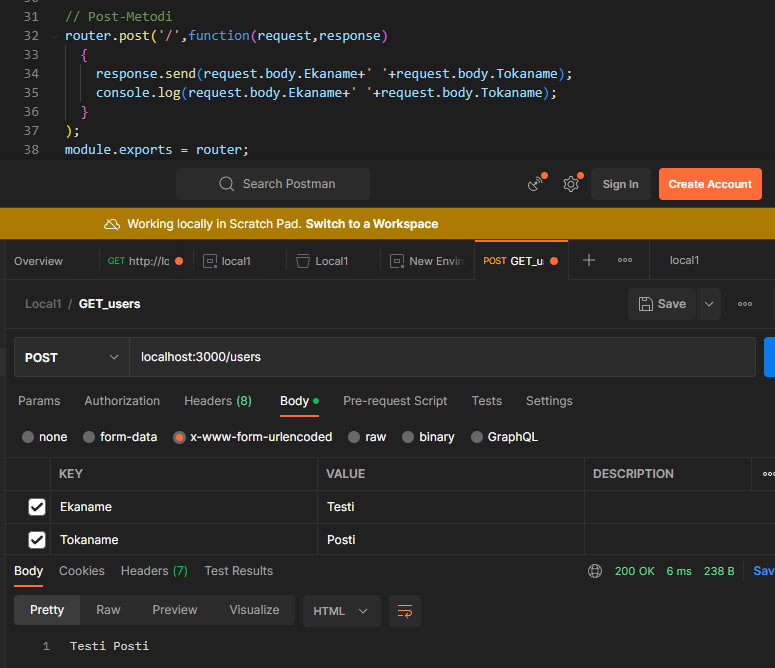 31 // Post-Metodi
32 router.post('/',function(request,response)
33 {
34 response.send(request.body.Ekaname+' '+request.body.Tokaname);
35 console.log(request.body.Ekaname+' '+request.body.Tokaname);
36 }
37 );
38 module.exports = router;
Search Postman Sign In Create Account
Working locally in Scratch Pad. Switch to a Workspace
Overview GET http://lo local1 Local1 New Envir POST GET_u local1
Local1 / GET_users Save
POST localhost:3000/users
Params Authorization Headers (8) Body Pre-request Script Tests Settings
none form-data x-www-form-urlencoded raw binary GraphQL
KEY VALUE DESCRIPTION
Ekaname Testi
Tokaname Posti
Body Cookies Headers (7) Test Results 200 OK 6 ms 238 B Sav
Pretty Raw Preview Visualize HTML
1 Testi Posti